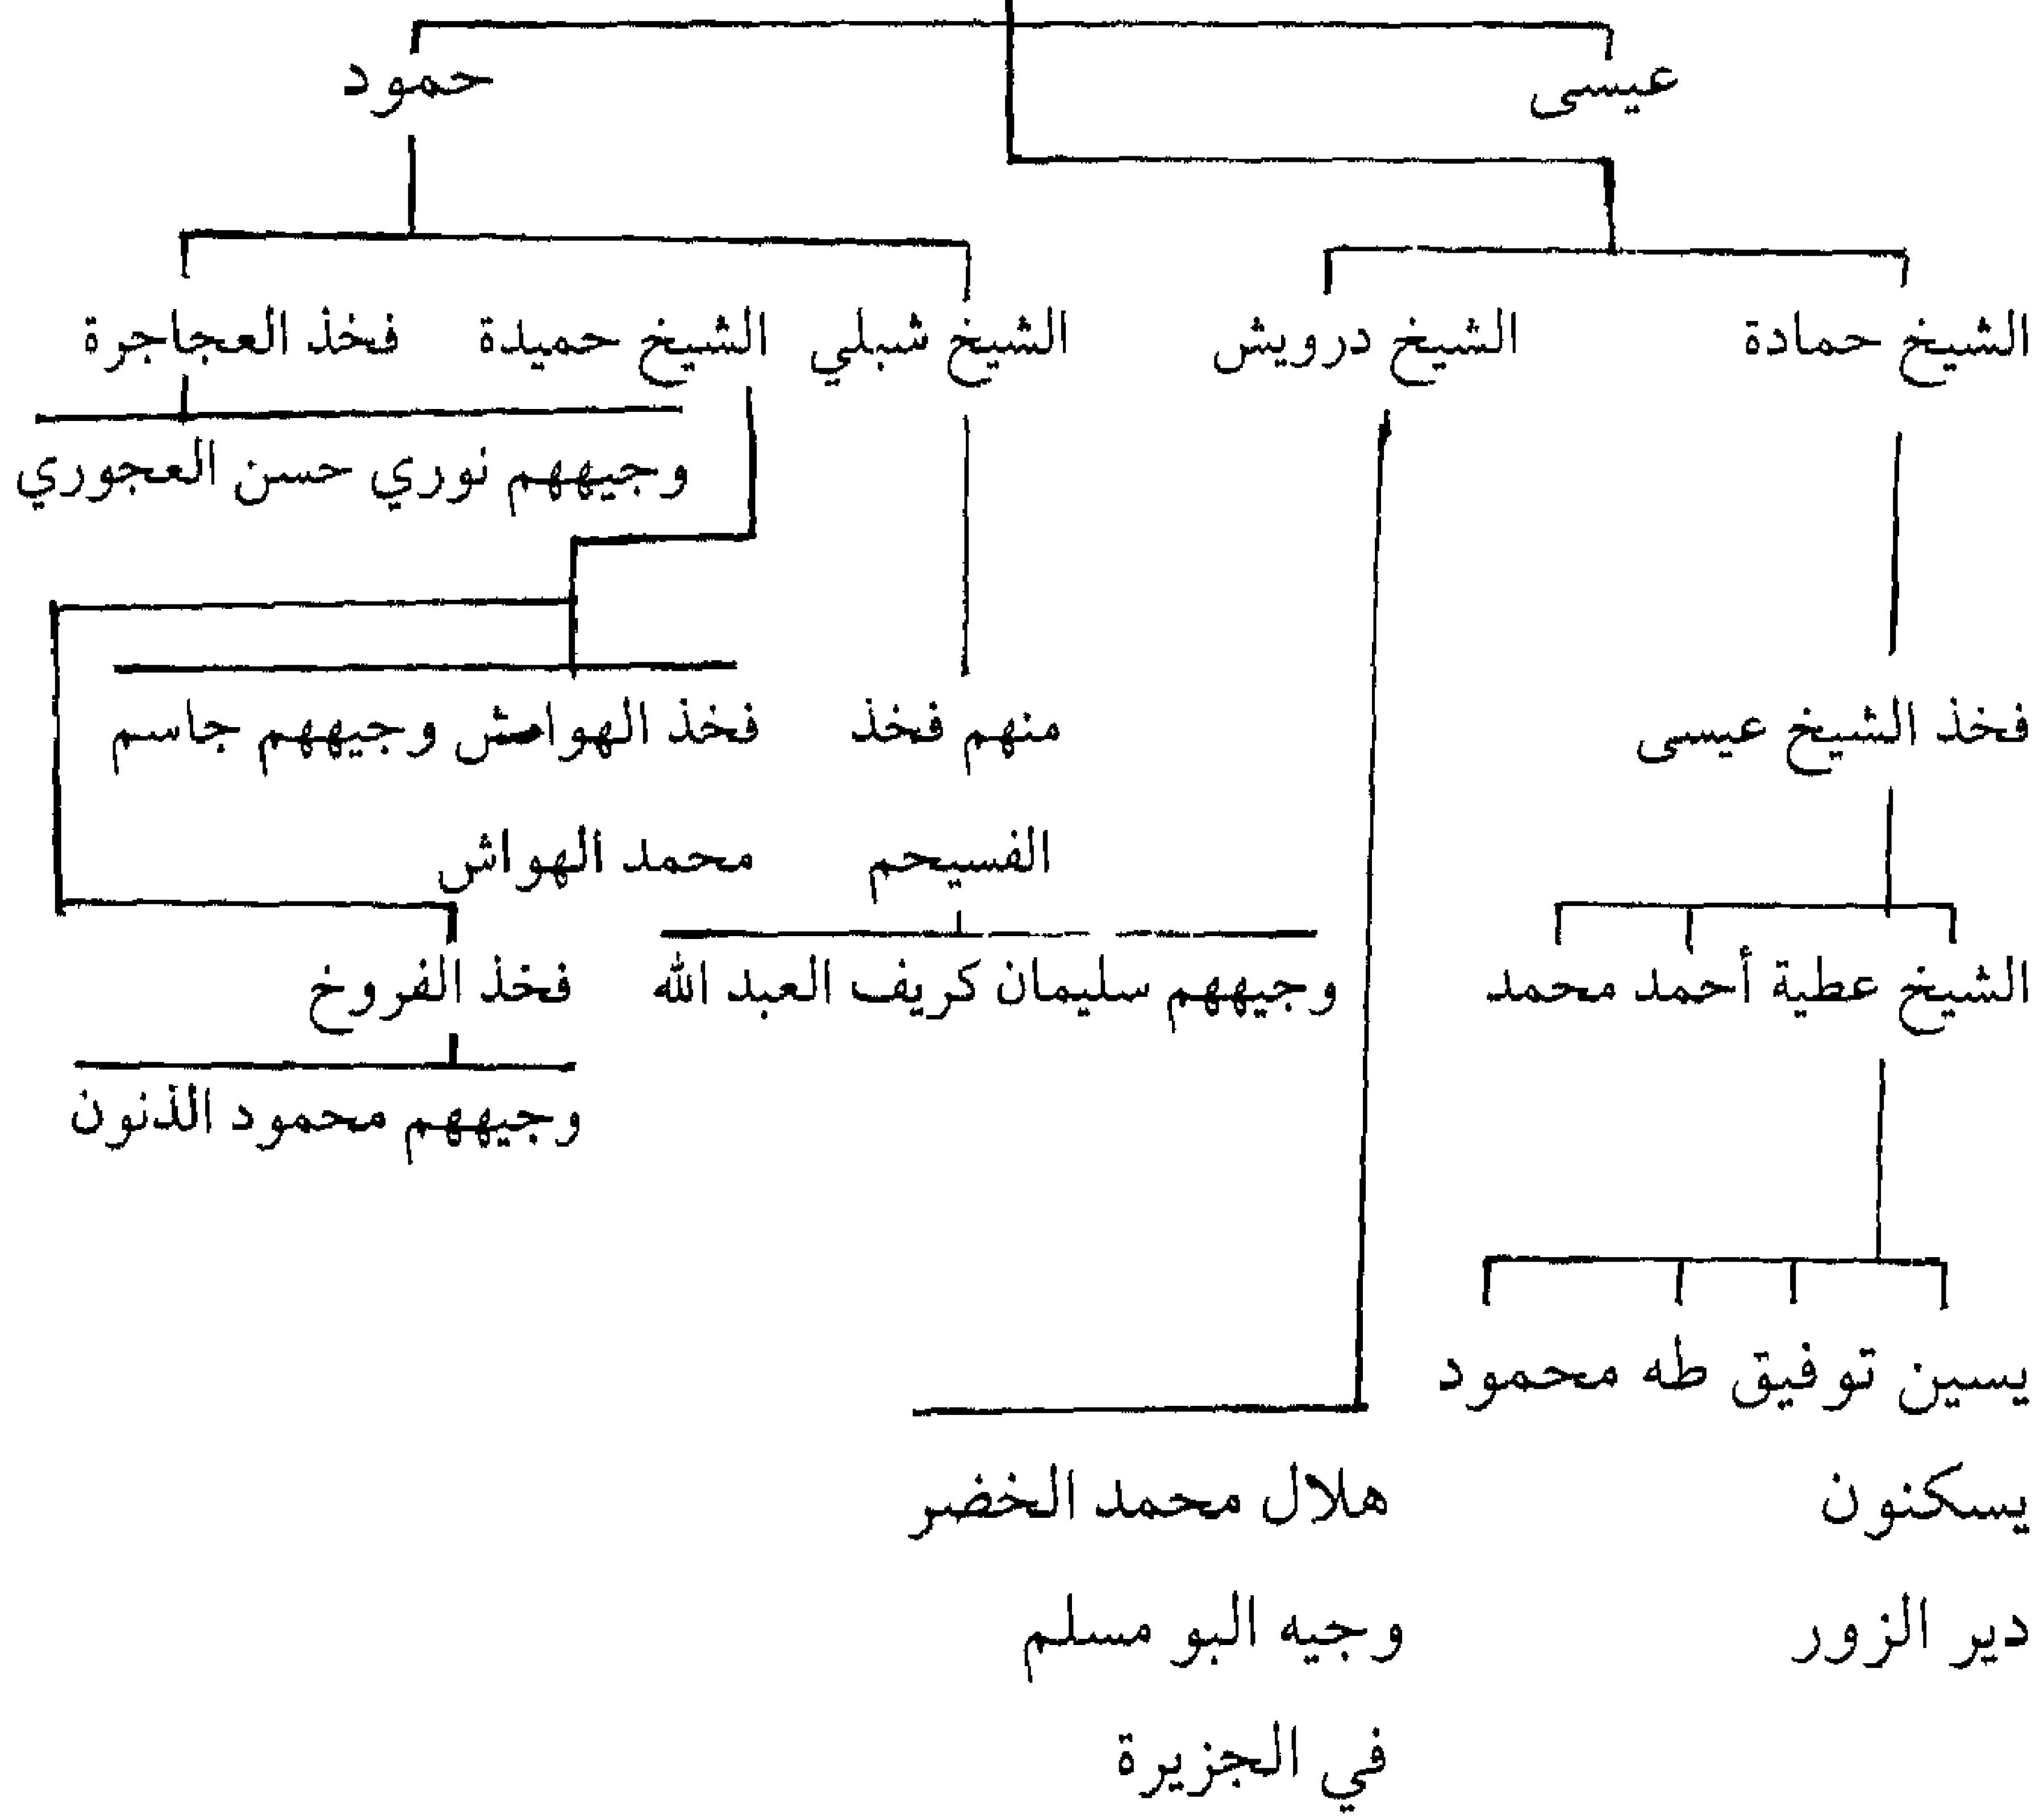 عيسى
حمود
الشيخ حمادة
الشيخ درويش
الشيخ شبلي
الشيخ حميدة
فخذ العجاجرة
وجيههم نوري حسن العجوري
فخذ الشيخ عيسى
منهم فخذ
الفسيحم
فخذ الهواش وجيههم جاسم
محمد الهواش
الشيخ عطية أحمد محمد
وجيههم سليمان كريف العبد الله
فخذ الفروخ
وجيههم محمود الذنون
يسين توفيق طه محمود
يسكنون
دير الزور
هلال محمد الخضر
وجيه البو مسلم
في الجزيرة